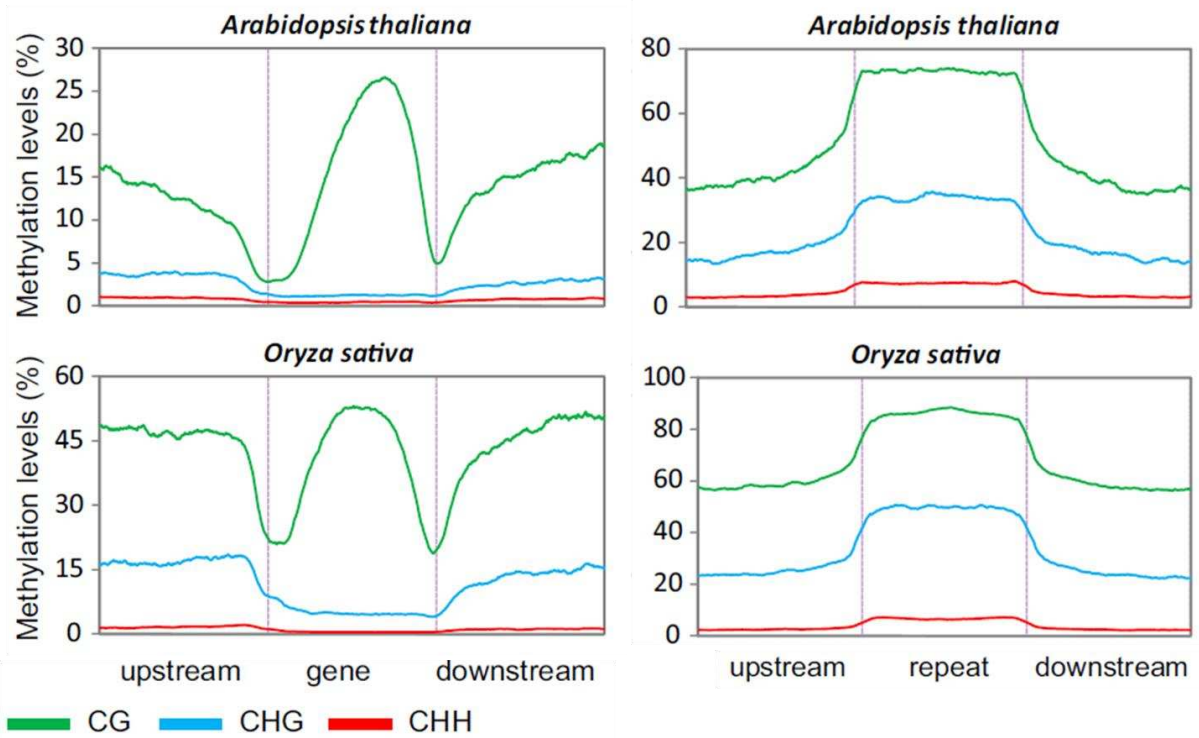 Arabidopsis thaliana
Methylation levels (%)
30
25
20
15
10
5
0
Arabidopsis thaliana
80
60
40
20
0
Oryza sativa
Methylation levels (%)
60
45
30
15
0
upstream gene downstream
Oryza sativa
100
80
60
40
20
0
upstream repeat downstream
CG CHG CHH